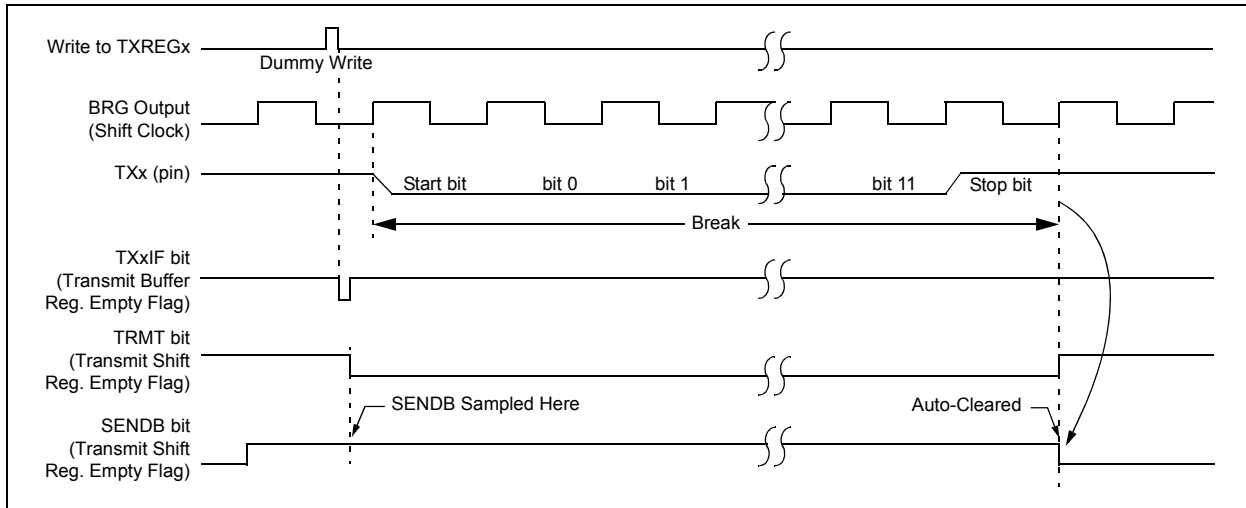 Write to TXREGx
Dummy Write
BRG Output
(Shift Clock)
TXx (pin)
Start bit
bit 0
bit 1
bit 11
Stop bit
Break
TXxIF bit
(Transmit Buffer
Reg. Empty Flag)
TRMT bit
(Transmit Shift
Reg. Empty Flag)
SENDB Sampled Here
Auto-Cleared
SENDB bit
(Transmit Shift
Reg. Empty Flag)